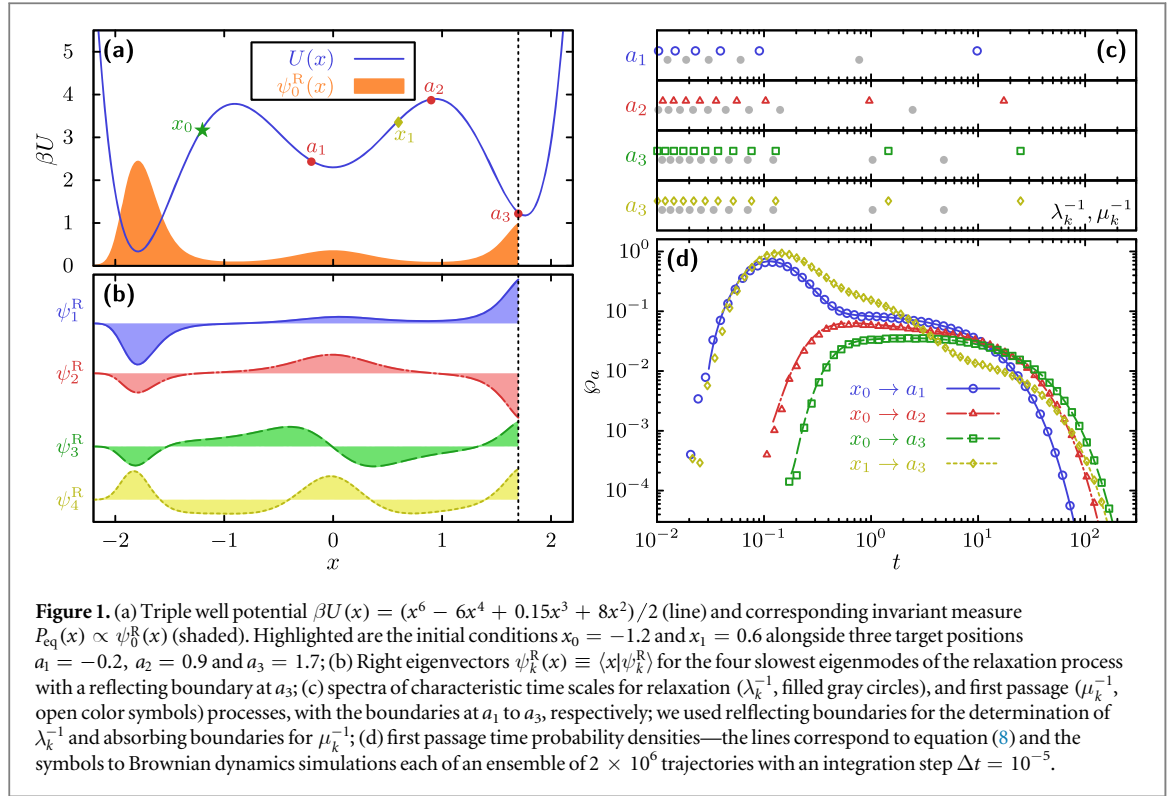 (a)
U(x)
ψ₀ᴿ(x)
x₀
a₁
a₂
x₁
a₃
βU
5
4
3
2
1
0
(b)
ψ₁ᴿ
ψ₂ᴿ
ψ₃ᴿ
ψ₄ᴿ
−2 −1 0 1 2
x
(c)
a₁
a₂
a₃
a₃
λₖ⁻¹, μₖ⁻¹
(d)
10⁰
10⁻¹
10⁻²
10⁻³
10⁻⁴
℘ₐ
x₀ → a₁
x₀ → a₂
x₀ → a₃
x₁ → a₃
10⁻² 10⁻¹ 10⁰ 10¹ 10²
t
Figure 1. (a) Triple well potential βU(x) = (x⁶ − 6x⁴ + 0.15x³ + 8x²)/2 (line) and corresponding invariant measure
P_eq(x) ∝ ψ₀ᴿ(x) (shaded). Highlighted are the initial conditions x₀ = −1.2 and x₁ = 0.6 alongside three target positions
a₁ = −0.2, a₂ = 0.9 and a₃ = 1.7; (b) Right eigenvectors ψₖᴿ(x) ≡ ⟨x|ψₖᴿ⟩ for the four slowest eigenmodes of the relaxation process
with a reflecting boundary at a₃; (c) spectra of characteristic time scales for relaxation (λₖ⁻¹, filled gray circles), and first passage (μₖ⁻¹,
open color symbols) processes, with the boundaries at a₁ to a₃, respectively; we used relflecting boundaries for the determination of
λₖ⁻¹ and absorbing boundaries for μₖ⁻¹; (d) first passage time probability densities—the lines correspond to equation (8) and the
symbols to Brownian dynamics simulations each of an ensemble of 2 × 10⁶ trajectories with an integration step Δt = 10⁻⁵.